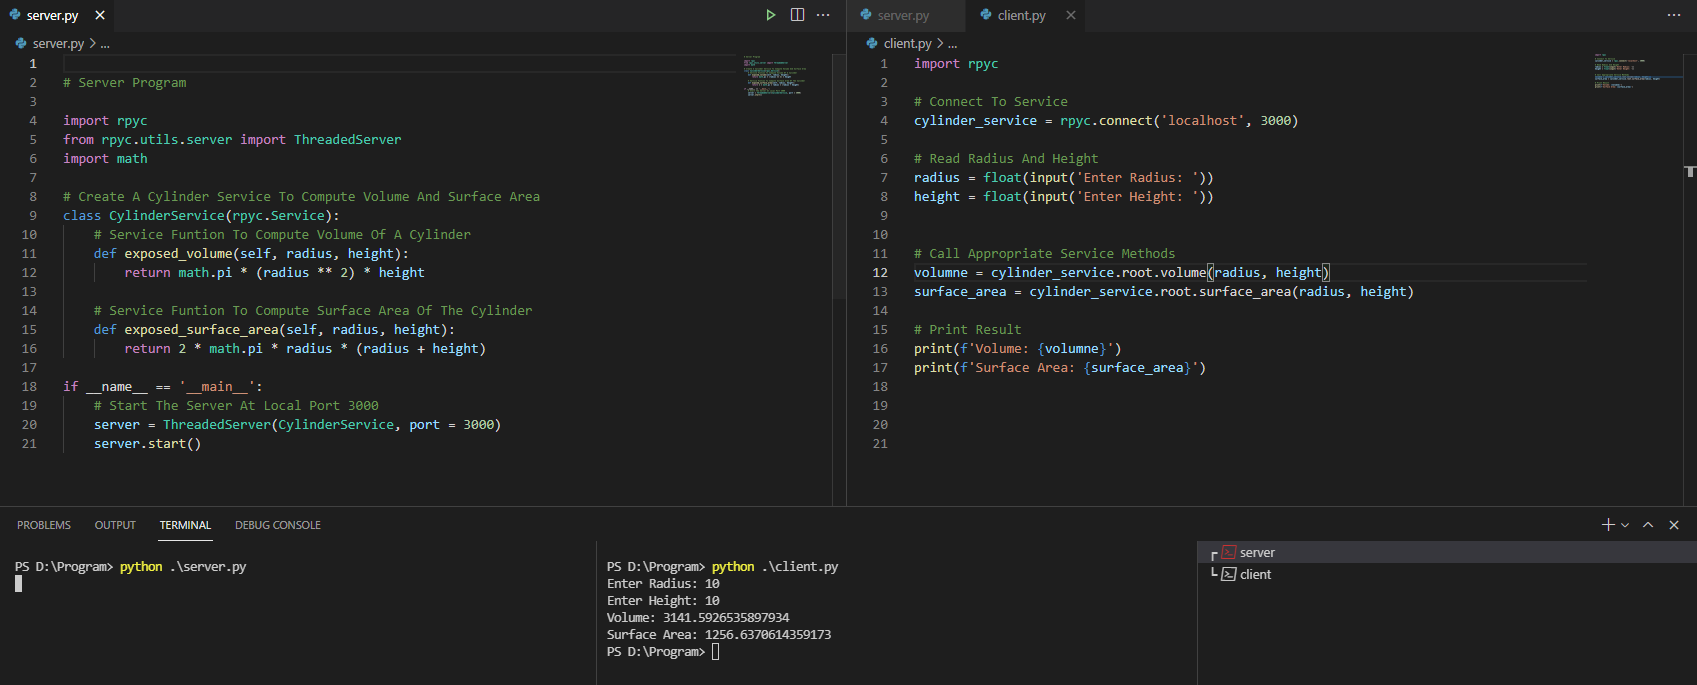 server.py
server.py > ...
1
2 # Server Program
3
4 import rpyc
5 from rpyc.utils.server import ThreadedServer
6 import math
7
8 # Create A Cylinder Service To Compute Volume And Surface Area
9 class CylinderService(rpyc.Service):
10 # Service Funtion To Compute Volume Of A Cylinder
11 def exposed_volume(self, radius, height):
12 return math.pi * (radius ** 2) * height
13
14 # Service Funtion To Compute Surface Area Of The Cylinder
15 def exposed_surface_area(self, radius, height):
16 return 2 * math.pi * radius * (radius + height)
17
18 if __name__ == '__main__':
19 # Start The Server At Local Port 3000
20 server = ThreadedServer(CylinderService, port = 3000)
21 server.start()
server.py client.py
client.py > ...
1 import rpyc
2
3 # Connect To Service
4 cylinder_service = rpyc.connect('localhost', 3000)
5
6 # Read Radius And Height
7 radius = float(input('Enter Radius: '))
8 height = float(input('Enter Height: '))
9
10
11 # Call Appropriate Service Methods
12 volumne = cylinder_service.root.volume(radius, height)
13 surface_area = cylinder_service.root.surface_area(radius, height)
14
15 # Print Result
16 print(f'Volume: {volumne}')
17 print(f'Surface Area: {surface_area}')
18
19
20
21
PROBLEMS OUTPUT TERMINAL DEBUG CONSOLE
PS D:\Program> python .\server.py
PS D:\Program> python .\client.py
Enter Radius: 10
Enter Height: 10
Volume: 3141.5926535897934
Surface Area: 1256.6370614359173
PS D:\Program>
server
client